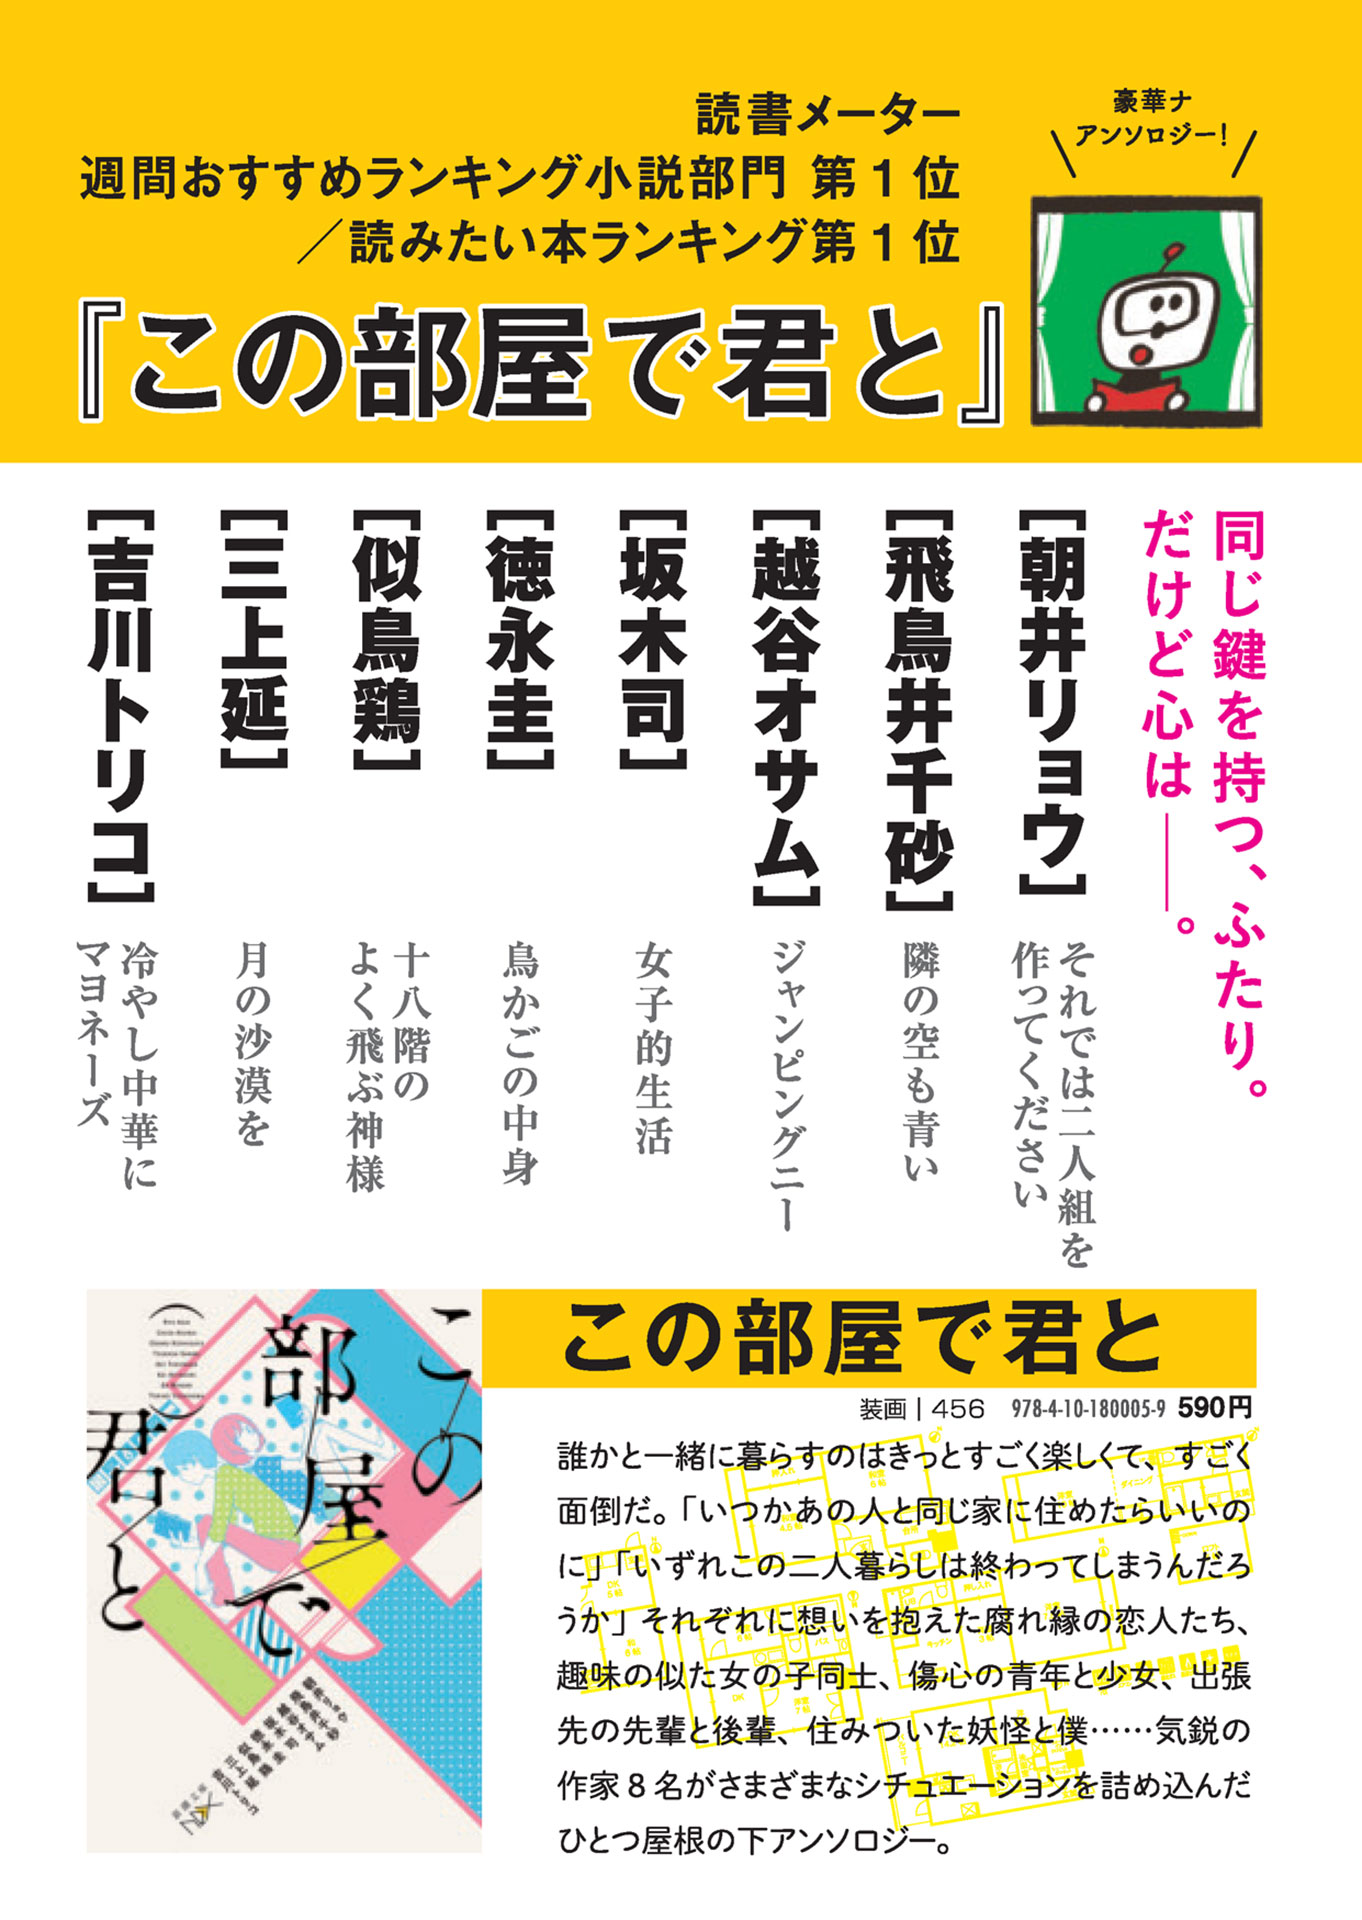 読書メーター
週間おすすめランキング小説部門 第1位
／読みたい本ランキング第1位
『この部屋で君と』
豪華ナ
アンソロジー！
同じ鍵を持つ、ふたり。
だけど心は――。
[朝井リョウ]
それでは二人組を
作ってください
[飛鳥井千砂]
隣の空も青い
[越谷オサム]
ジャンピングニー
[坂木司]
女子的生活
[徳永圭]
鳥かごの中身
[似鳥鶏]
十八階の
よく飛ぶ神様
[三上延]
月の沙漠を
[吉川トリコ]
冷やし中華に
マヨネーズ
この
部屋で
君と
この部屋で君と
装画｜456 978-4-10-180005-9 590円
誰かと一緒に暮らすのはきっとすごく楽しくて、すごく
面倒だ。「いつかあの人と同じ家に住めたらいいの
に」「いずれこの二人暮らしは終わってしまうんだろ
うか」それぞれに想いを抱えた腐れ縁の恋人たち、
趣味の似た女の子同士、傷心の青年と少女、出張
先の先輩と後輩、住みついた妖怪と僕……気鋭の
作家8名がさまざまなシチュエーションを詰め込んだ
ひとつ屋根の下アンソロジー。